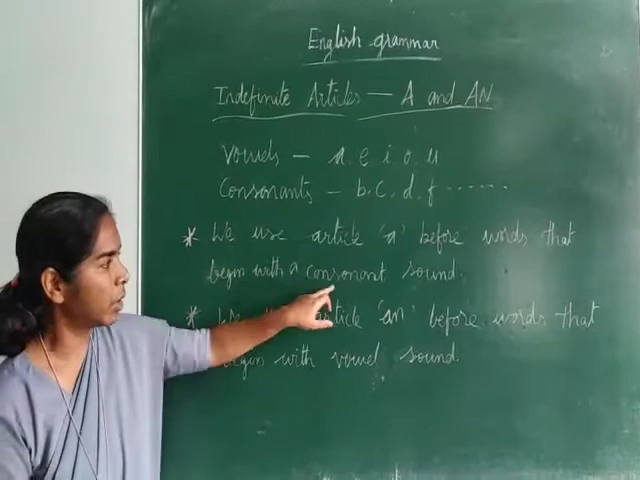 English grammar
Indefinite Articles — A and AN
Vowels — a, e, i, o, u
Consonants — b, c, d, f ......
* We use article 'a' before words that
begin with a consonant sound.
* article 'an' before words that
begin with vowel sound.